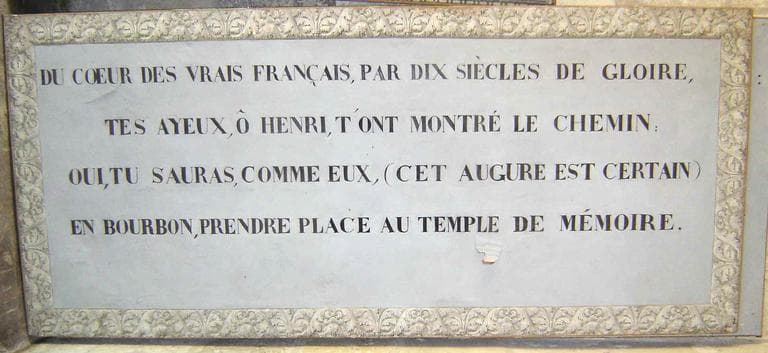 DU CŒUR DES VRAIS FRANÇAIS, PAR DIX SIÈCLES DE GLOIRE,
TES AYEUX, Ô HENRI, T'ONT MONTRÉ LE CHEMIN:
OUI, TU SAURAS, COMME EUX, (CET AUGURE EST CERTAIN)
EN BOURBON, PRENDRE PLACE AU TEMPLE DE MÉMOIRE.